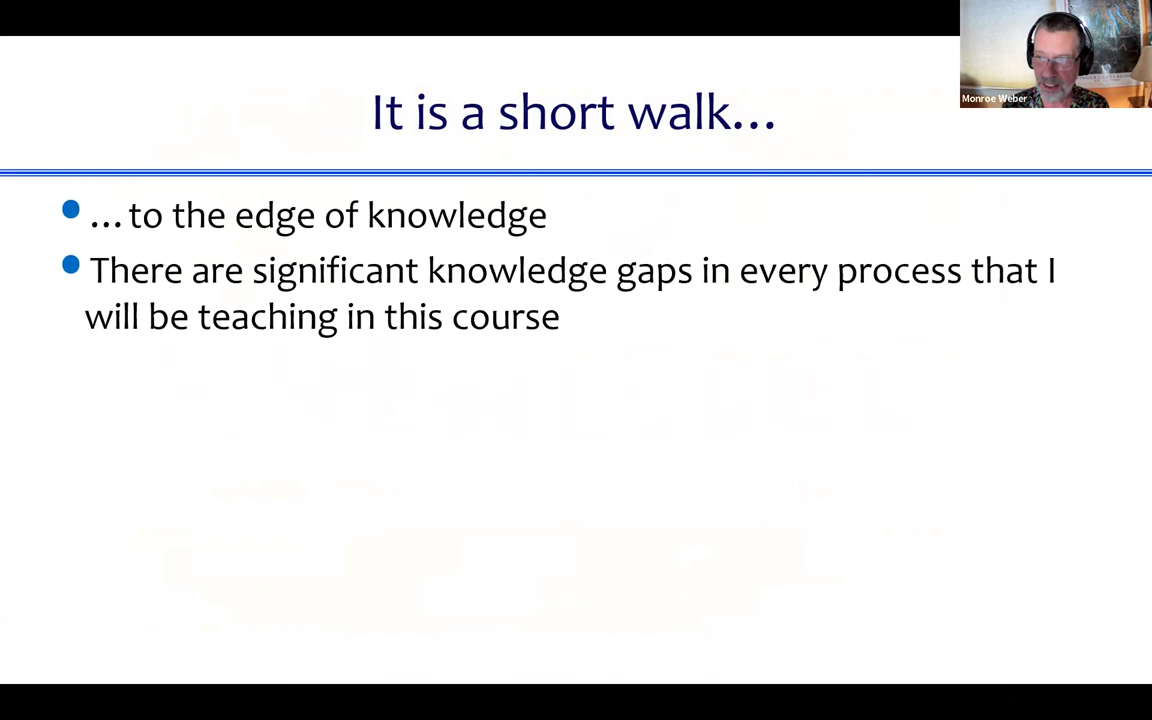 It is a short walk...
...to the edge of knowledge
There are significant knowledge gaps in every process that I
will be teaching in this course
Monroe Weber